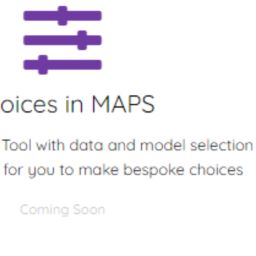 oices in MAPS
Tool with data and model selection
for you to make bespoke choices
Coming Soon